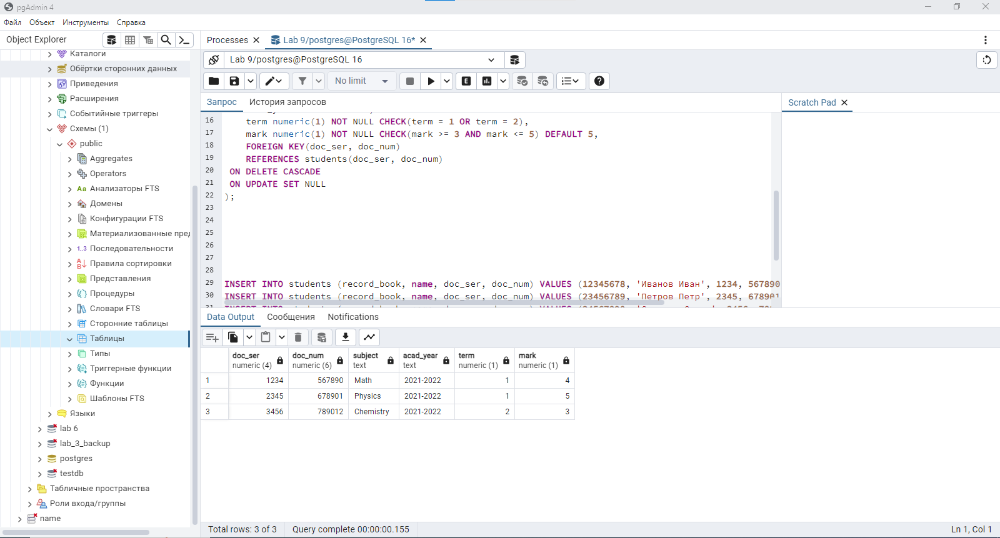 pgAdmin 4
Файл Объект Инструменты Справка
Object Explorer
Каталоги
Обёртки сторонних данных
Приведения
Расширения
Событийные триггеры
Схемы (1)
public
Aggregates
Operators
Aa Анализаторы FTS
Домены
Конфигурации FTS
Материализованные пред
1..3 Последовательности
Правила сортировки
Представления
Процедуры
Словари FTS
Сторонние таблицы
Таблицы
Типы
Триггерные функции
Функции
Шаблоны FTS
Языки
lab 6
lab_3_backup
postgres
testdb
Табличные пространства
Роли входа/группы
name
Processes
Lab 9/postgres@PostgreSQL 16*
Lab 9/postgres@PostgreSQL 16
No limit
E
Запрос История запросов
Scratch Pad
16 term numeric(1) NOT NULL CHECK(term = 1 OR term = 2),
17 mark numeric(1) NOT NULL CHECK(mark >= 3 AND mark <= 5) DEFAULT 5,
18 FOREIGN KEY(doc_ser, doc_num)
19 REFERENCES students(doc_ser, doc_num)
20 ON DELETE CASCADE
21 ON UPDATE SET NULL
22 );
23
24
25
26
27
28
29 INSERT INTO students (record_book, name, doc_ser, doc_num) VALUES (12345678, 'Иванов Иван', 1234, 567890
30 INSERT INTO students (record_book, name, doc_ser, doc_num) VALUES (23456789, 'Петров Петр', 2345, 678901
Data Output Сообщения Notifications
doc_ser doc_num subject acad_year term mark
numeric (4) numeric (6) text text numeric (1) numeric (1)
1 1234 567890 Math 2021-2022 1 4
2 2345 678901 Physics 2021-2022 1 5
3 3456 789012 Chemistry 2021-2022 2 3
Total rows: 3 of 3 Query complete 00:00:00.155 Ln 1, Col 1